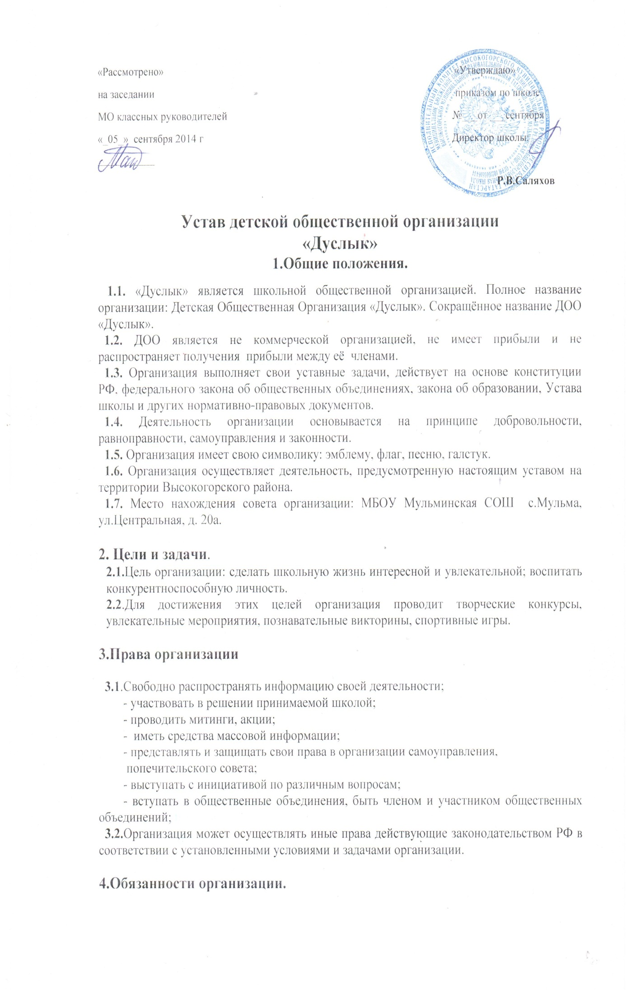 «Рассмотрено»
на заседании
МО классных руководителей
«_05_» сентября 2014 г
«Утверждаю»
приказом по школе
№___от ___сентября
Директор школы:
Р.В.Саляхов
Устав детской общественной организации
«Дуслык»
1.Общие положения.
1.1. «Дуслык» является школьной общественной организацией. Полное название
организации: Детская Общественная Организация «Дуслык». Сокращённое название ДОО
«Дуслык».
1.2. ДОО является не коммерческой организацией, не имеет прибыли и не
распространяет получения прибыли между её членами.
1.3. Организация выполняет свои уставные задачи, действует на основе конституции
РФ, федерального закона об общественных объединениях, закона об образовании, Устава
школы и других нормативно-правовых документов.
1.4. Деятельность организации основывается на принципе добровольности,
равноправности, самоуправления и законности.
1.5. Организация имеет свою символику: эмблему, флаг, песню, галстук.
1.6. Организация осуществляет деятельность, предусмотренную настоящим уставом на
территории Высокогорского района.
1.7. Место нахождения совета организации: МБОУ Мульминская СОШ с.Мульма,
ул.Центральная, д. 20а.
2. Цели и задачи.
2.1.Цель организации: сделать школьную жизнь интересной и увлекательной; воспитать
конкурентноспособную личность.
2.2.Для достижения этих целей организация проводит творческие конкурсы,
увлекательные мероприятия, познавательные викторины, спортивные игры.
3.Права организации
3.1.Свободно распространять информацию своей деятельности;
- участвовать в решении принимаемой школой;
- проводить митинги, акции;
- иметь средства массовой информации;
- представлять и защищать свои права в организации самоуправления,
попечительского совета;
- выступать с инициативой по различным вопросам;
- вступать в общественные объединения, быть членом и участником общественных
объединений;
3.2.Организация может осуществлять иные права действующие законодательством РФ в
соответствии с установленными условиями и задачами организации.
4.Обязанности организации.